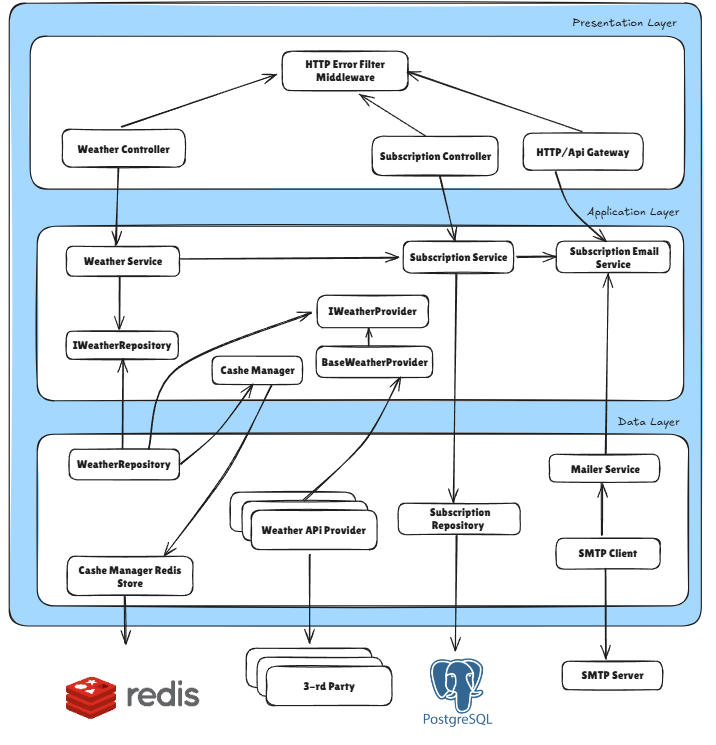 Presentation Layer
HTTP Error Filter
Middleware
Weather Controller
Subscription Controller
HTTP/Api Gateway
Application Layer
Weather Service
Subscription Service
Subscription Email
Service
IWeatherProvider
IWeatherRepository
BaseWeatherProvider
Cashe Manager
Data Layer
WeatherRepository
Mailer Service
Weather APi Provider
Subscription
Repository
SMTP Client
Cashe Manager Redis
Store
redis
3-rd Party
PostgreSQL
SMTP Server